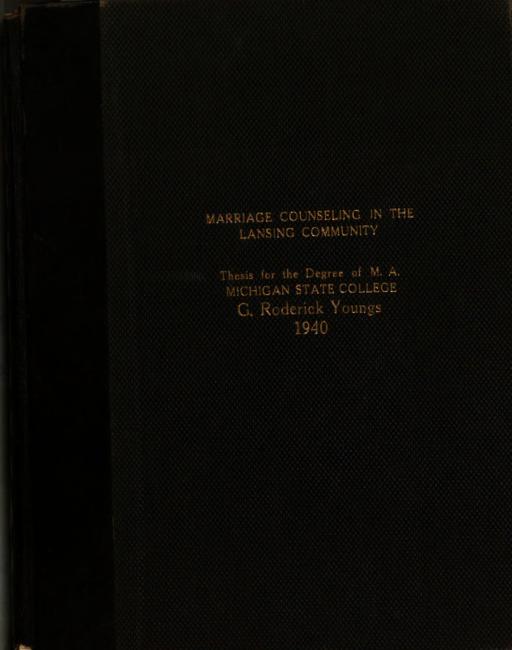 MARRIAGE COUNSELING IN THE
LANSING COMMUNITY
Thesis for the Degree of M. A.
MICHIGAN STATE COLLEGE
G. Roderick Youngs
1940